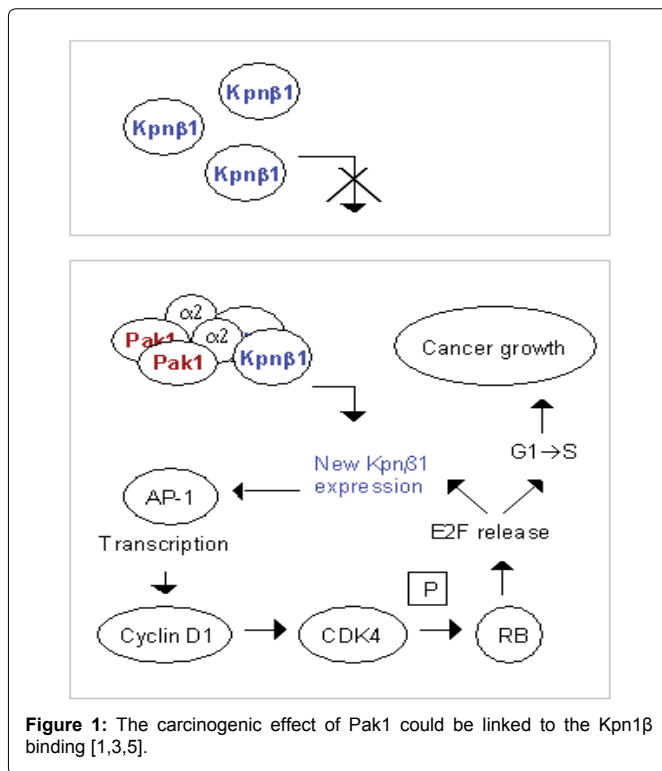 Kpnβ1
Kpnβ1
Kpnβ1
α2
Pak1
α2
Pak1
Kpnβ1
Cancer growth
G1→S
New Kpnβ1
expression
AP-1
E2F release
Transcription
P
Cyclin D1
CDK4
RB
Figure 1: The carcinogenic effect of Pak1 could be linked to the Kpn1β
binding [1,3,5].